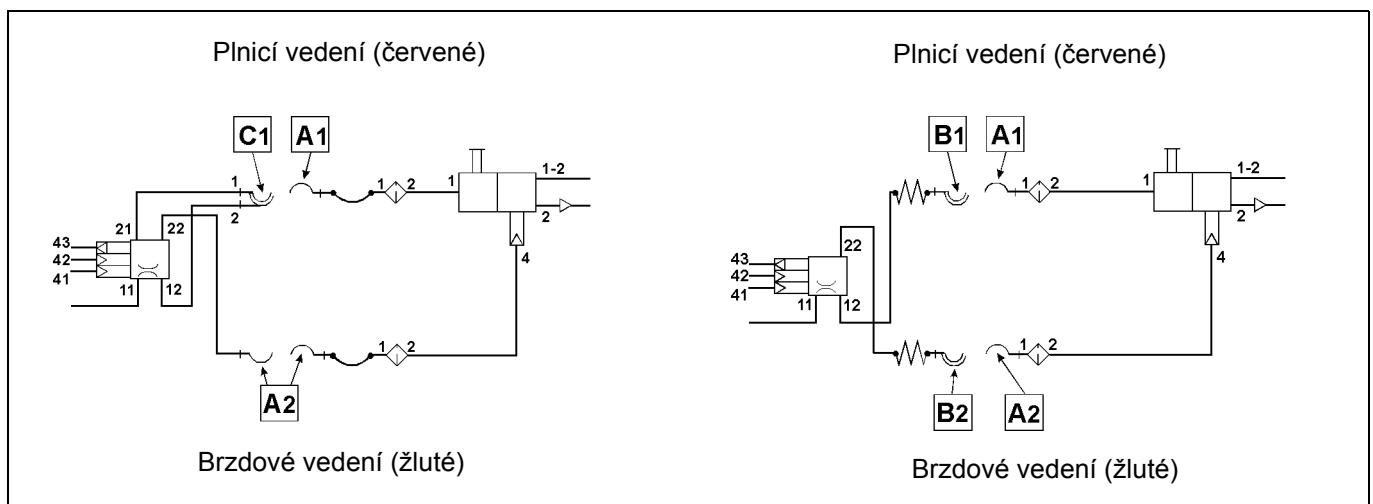 Plnicí vedení (červené)
C1 A1
1 1 2 1 1-2
2 2
21 22
43
42
41
4
11 12
1 2
A2
Brzdové vedení (žluté)
Plnicí vedení (červené)
B1 A1
1 2 1 1-2
2
22
43
42
41
4
11 12
1 2
B2 A2
Brzdové vedení (žluté)